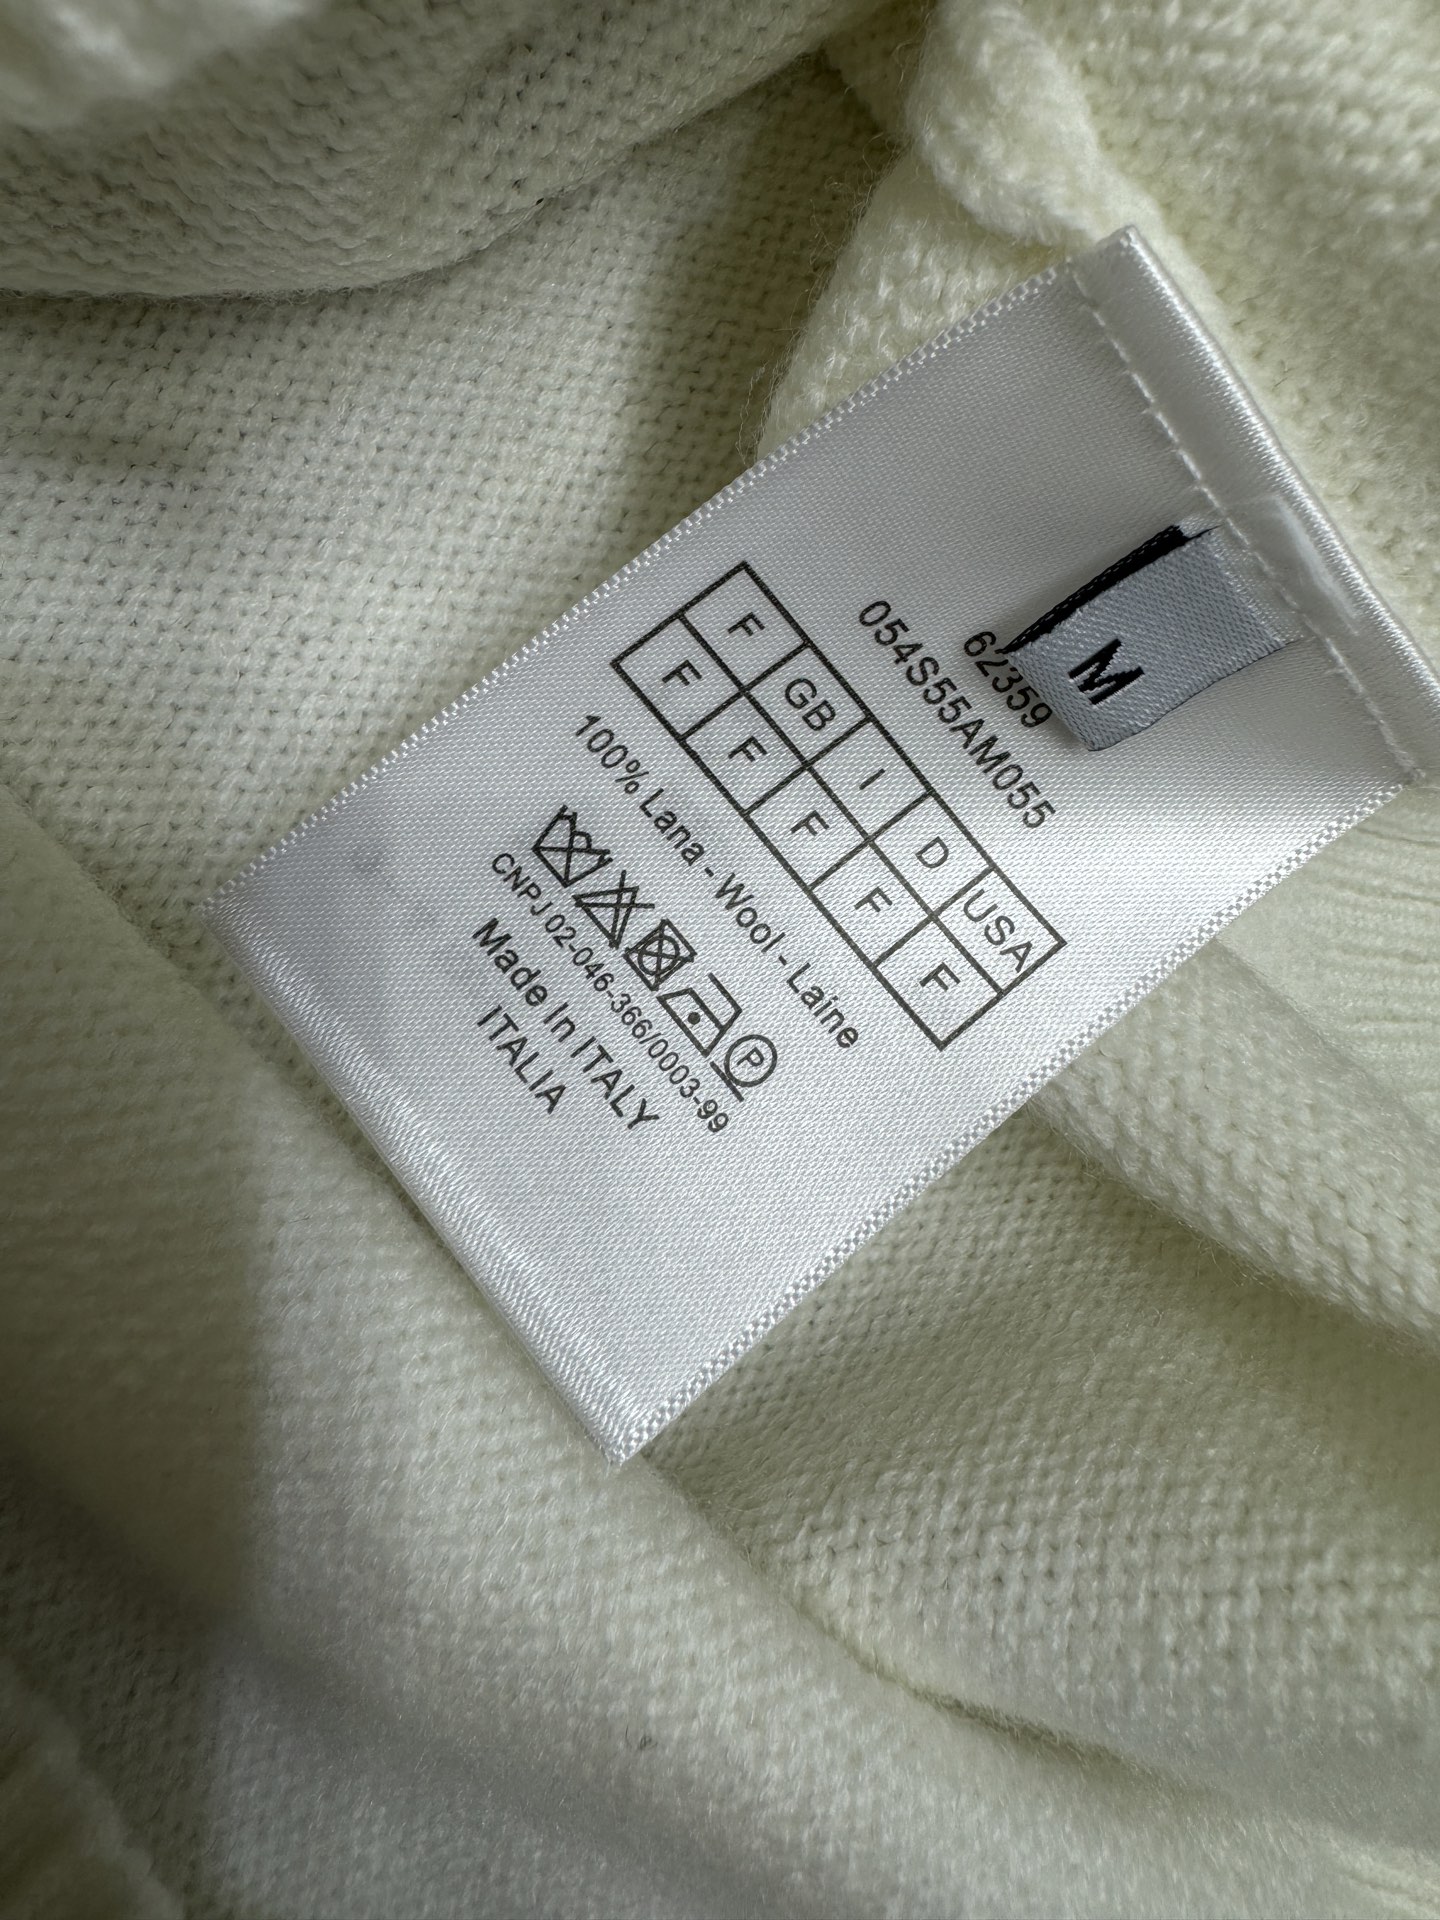 M
62359
054S55AM055
F GB I D USA
F F F F F
100% Lana - Wool - Laine
P
CNPJ 02-046-366/0003-99
Made In ITALY
ITALIA